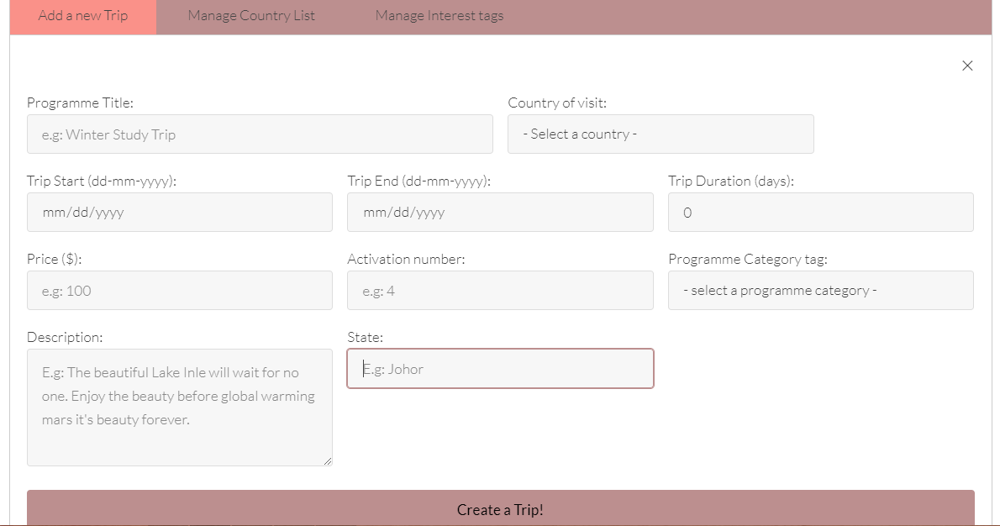 Add a new Trip
Manage Country List
Manage Interest tags
Programme Title:
Country of visit:
e.g: Winter Study Trip
- Select a country -
Trip Start (dd-mm-yyyy):
Trip End (dd-mm-yyyy):
Trip Duration (days):
mm/dd/yyyy
mm/dd/yyyy
0
Price ($):
Activation number:
Programme Category tag:
e.g: 100
e.g: 4
- select a programme category -
Description:
State:
E.g: The beautiful Lake Inle will wait for no
one. Enjoy the beauty before global warming
mars it's beauty forever.
E.g: Johor
Create a Trip!